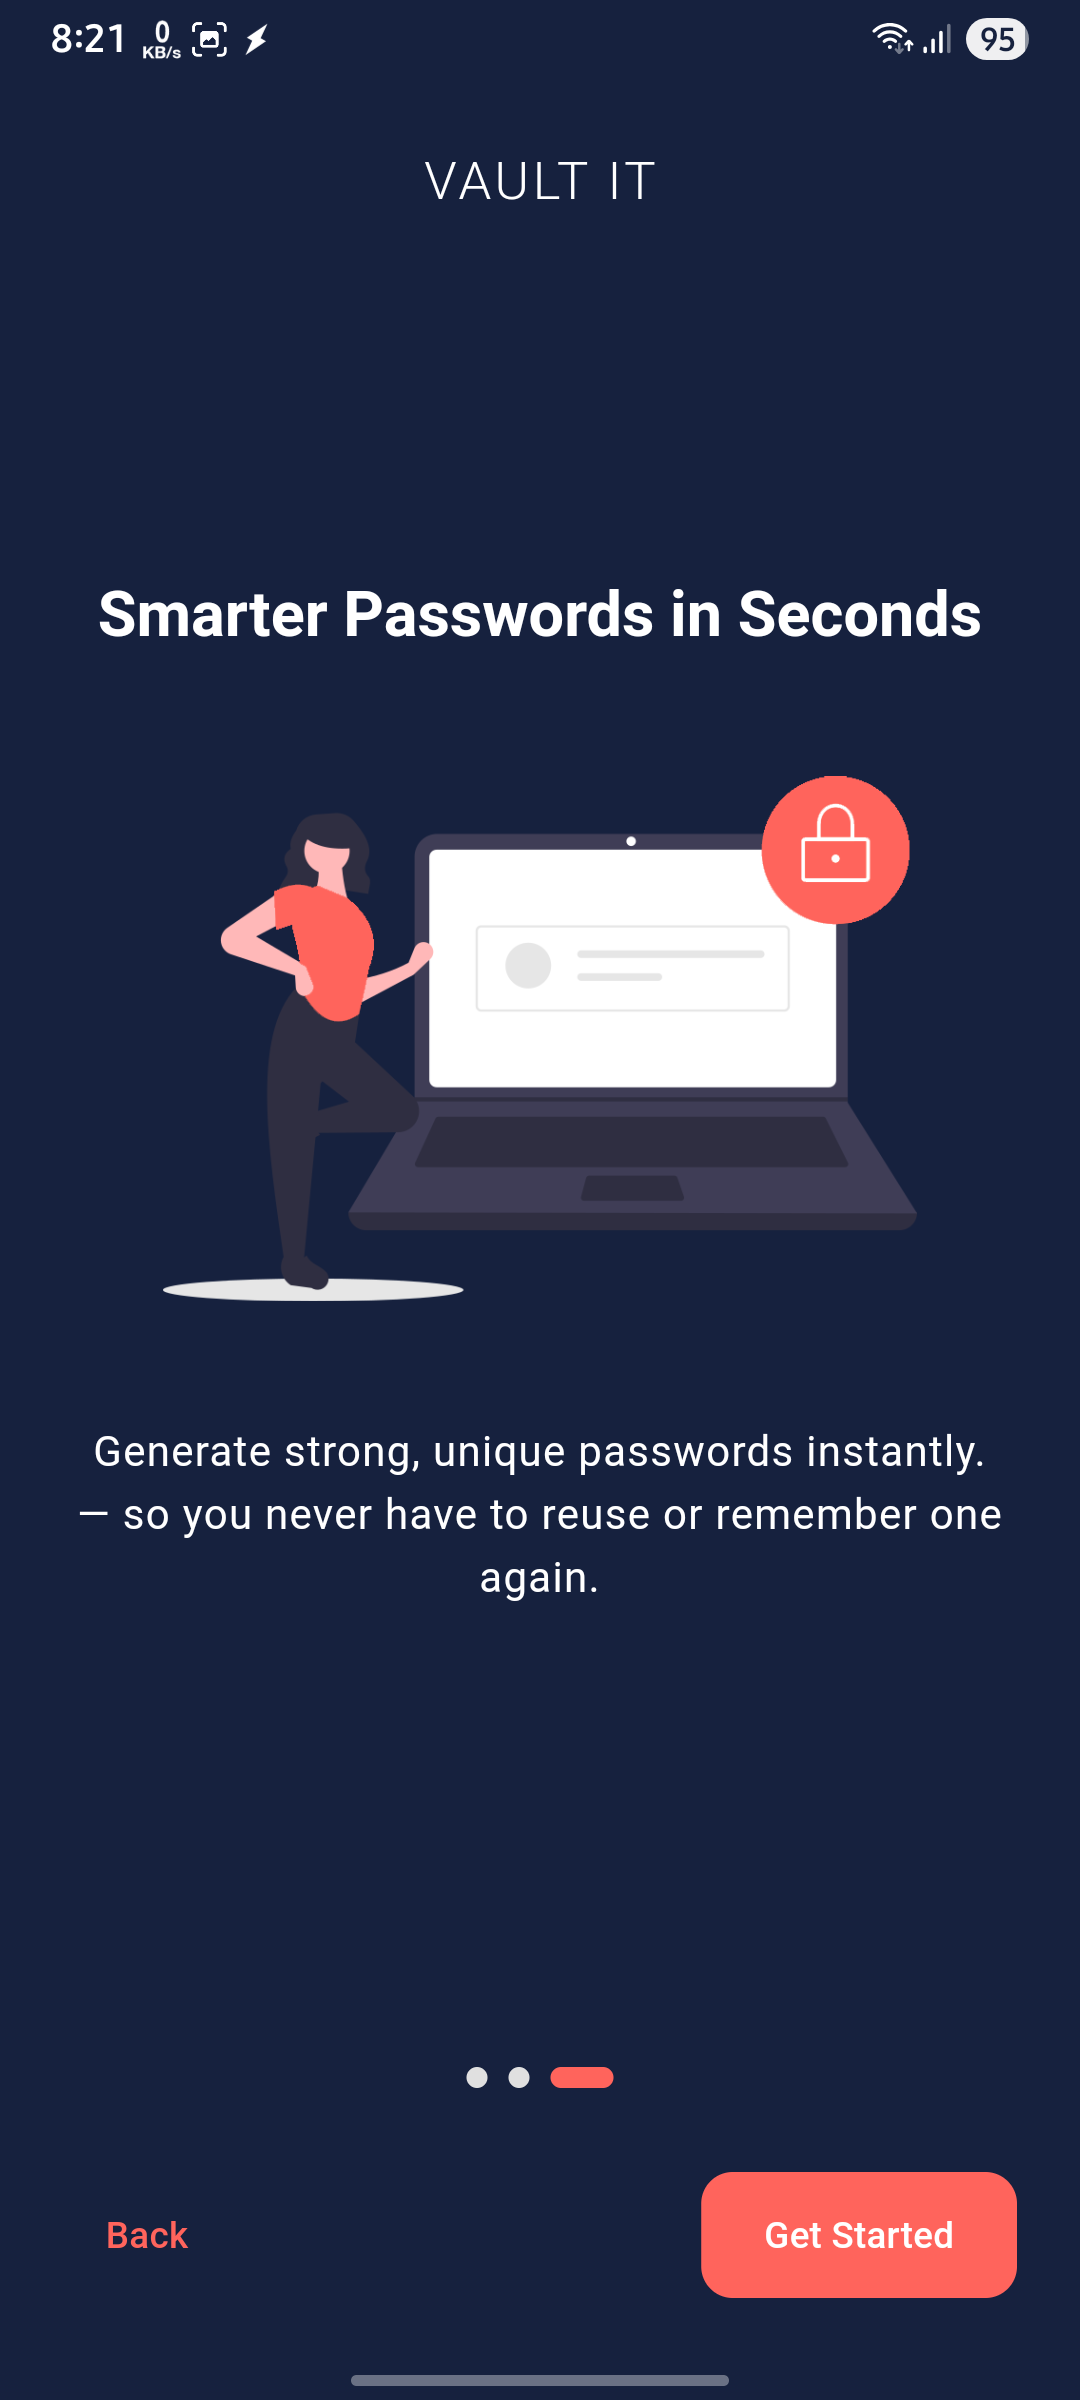 8:21
0
KB/s
95
VAULT IT
Smarter Passwords in Seconds
Generate strong, unique passwords instantly.
— so you never have to reuse or remember one
again.
Back
Get Started